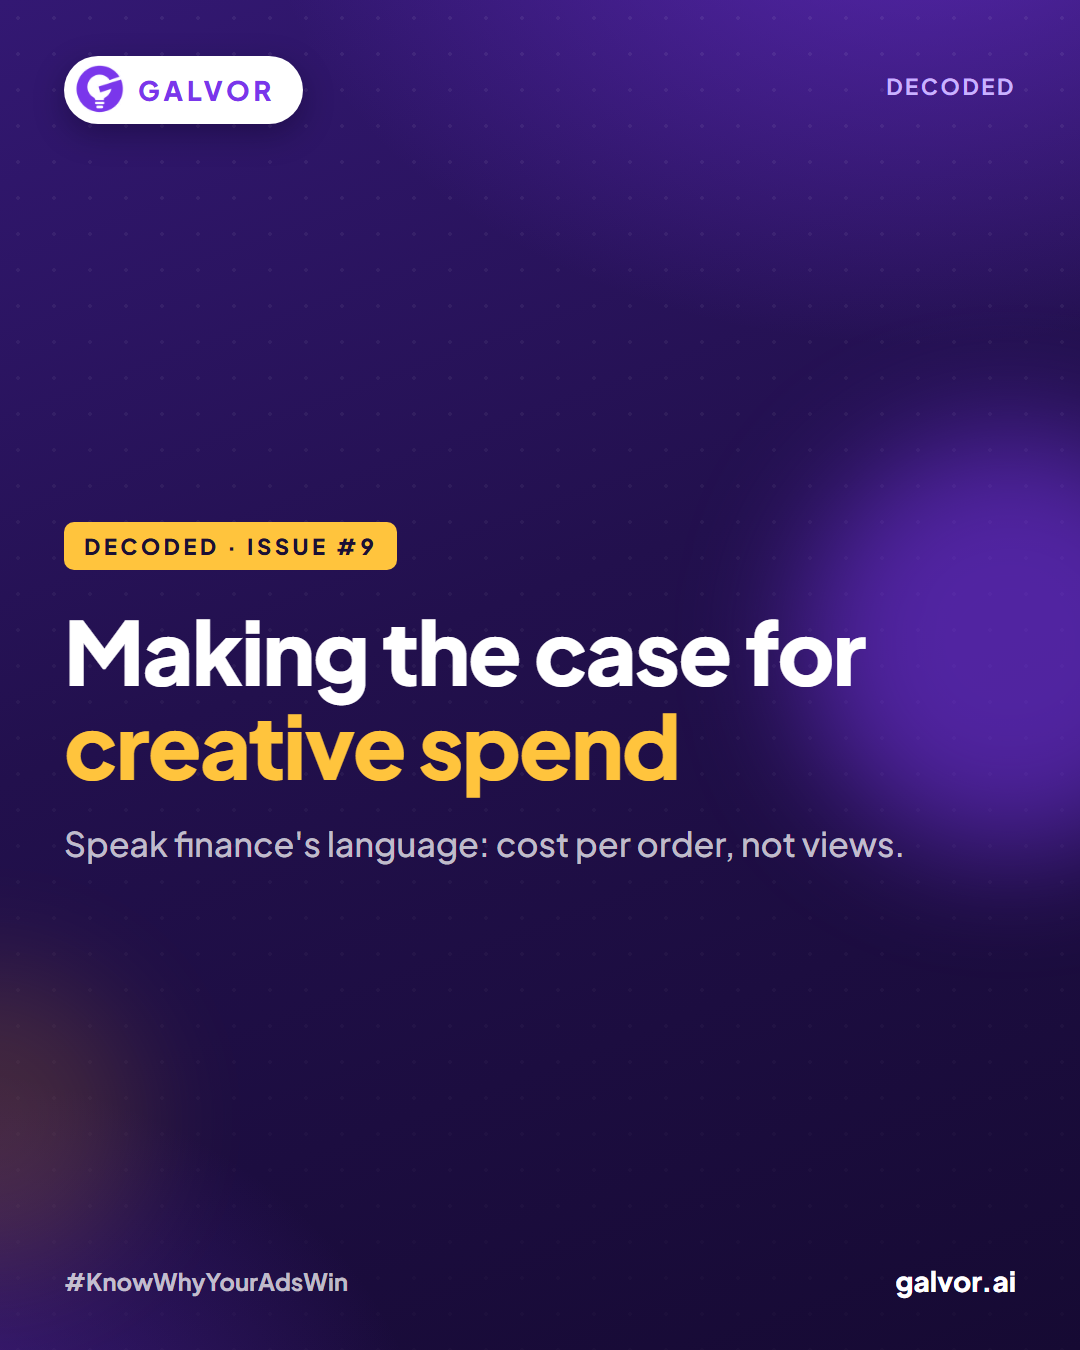 GALVOR
DECODED
DECODED · ISSUE #9
Making the case for
creative spend
Speak finance's language: cost per order, not views.
#KnowWhyYourAdsWin
galvor.ai